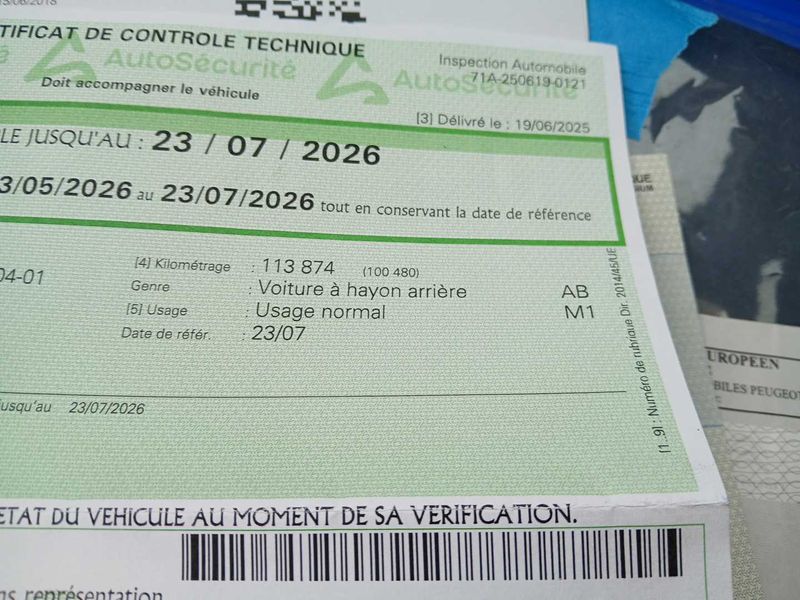 TIFICAT DE CONTROLE TECHNIQUE
AutoSécurité
AutoSécurité
Doit accompagner le véhicule
Inspection Automobile
71A-250619-0121
[3] Délivré le : 19/06/2025
LE JUSQU'AU : 23 / 07 / 2026
3/05/2026 au 23/07/2026 tout en conservant la date de référence
04-01
[4] Kilométrage : 113 874 (100 480)
Genre : Voiture à hayon arrière AB
[5] Usage : Usage normal M1
Date de référ. : 23/07
jusqu'au 23/07/2026
[1..9] : Numéro de rubrique Dir. 2014/45/UE
ETAT DU VEHICULE AU MOMENT DE SA VERIFICATION.
ns représentation
UROPEEN
BILES PEUGEOT